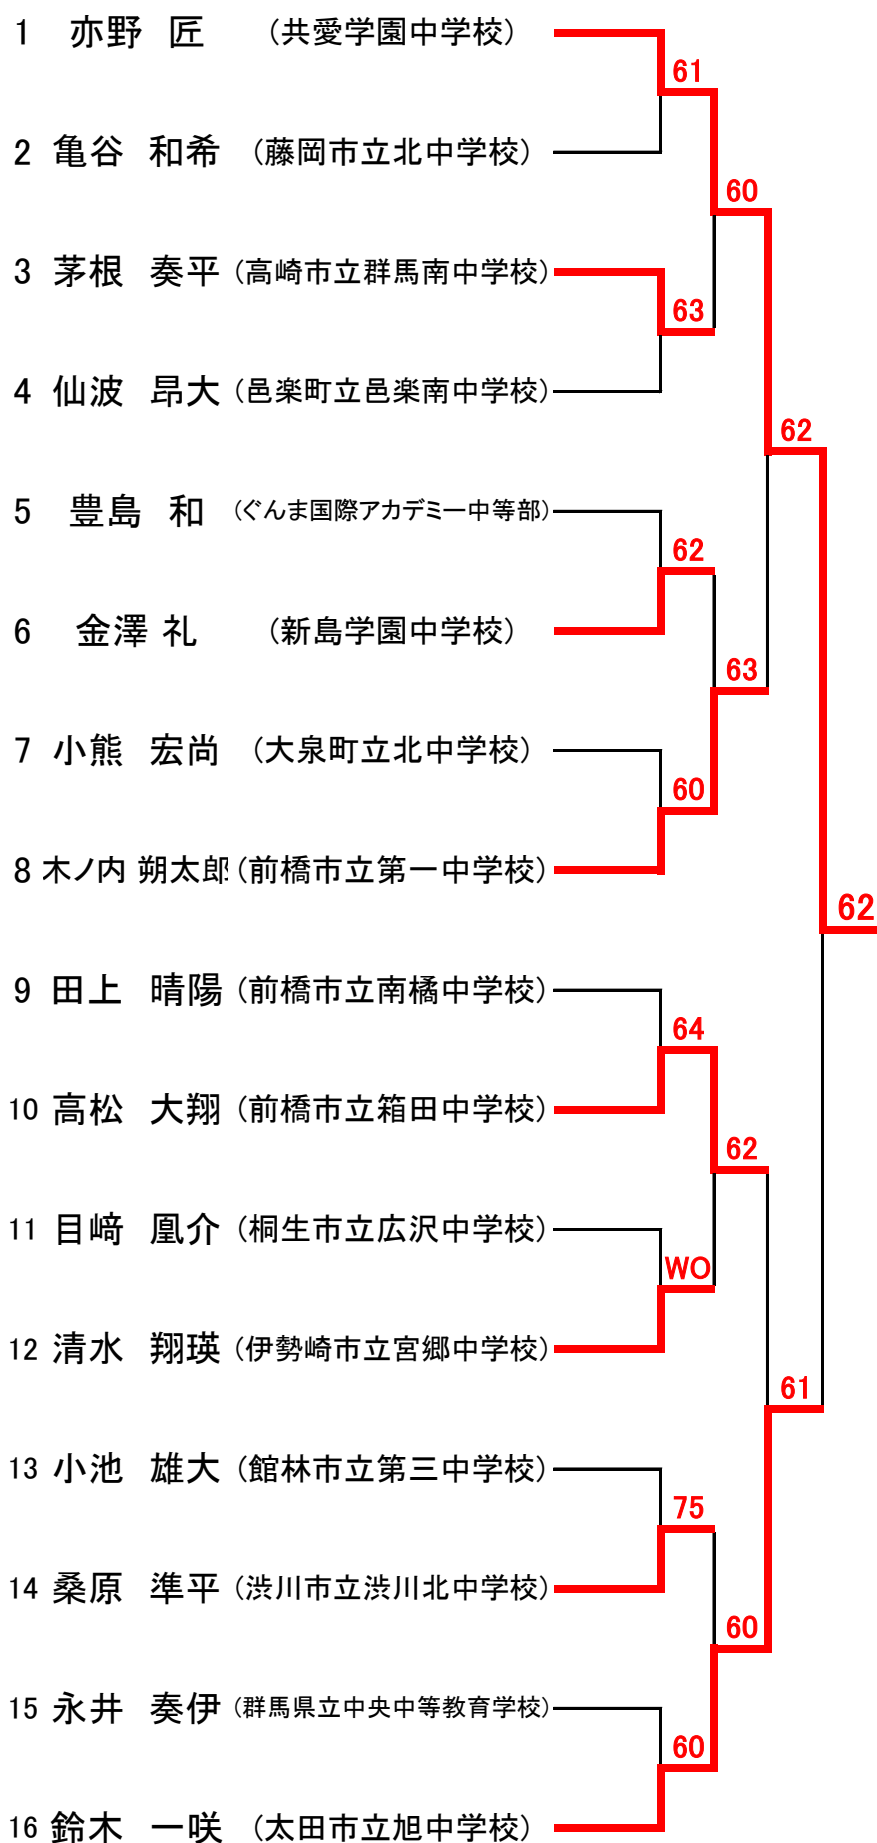 1 亦野 匠 (共愛学園中学校)
61
2 亀谷 和希 (藤岡市立北中学校)
60
3 茅根 奏平 (高崎市立群馬南中学校)
63
4 仙波 昂大 (邑楽町立邑楽南中学校)
62
5 豊島 和 (ぐんま国際アカデミー中等部)
62
6 金澤 礼 (新島学園中学校)
63
7 小熊 宏尚 (大泉町立北中学校)
60
8 木ノ内 朔太郎 (前橋市立第一中学校)
62
9 田上 晴陽 (前橋市立南橘中学校)
64
10 高松 大翔 (前橋市立箱田中学校)
62
11 目﨑 凰介 (桐生市立広沢中学校)
WO
12 清水 翔瑛 (伊勢崎市立宮郷中学校)
61
13 小池 雄大 (館林市立第三中学校)
75
14 桑原 準平 (渋川市立渋川北中学校)
60
15 永井 奏伊 (群馬県立中央中等教育学校)
60
16 鈴木 一咲 (太田市立旭中学校)